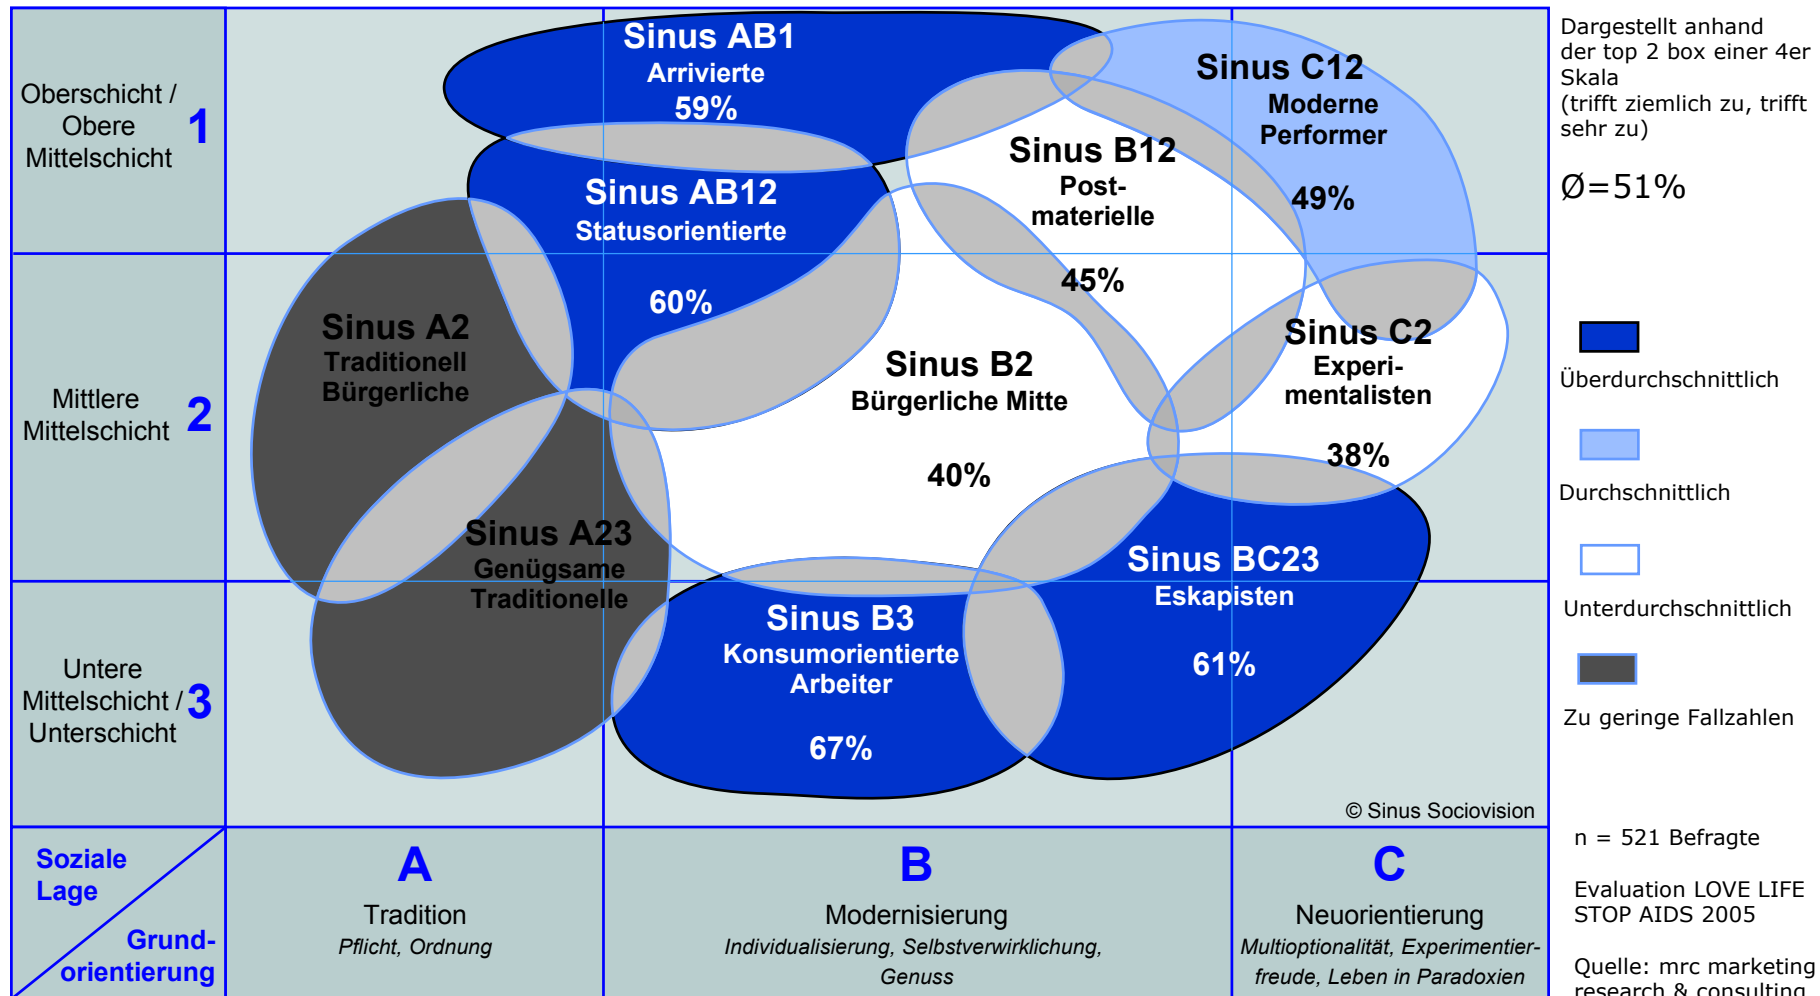 Sinus AB1
Arrivierte
59%
Sinus C12
Moderne
Performer
49%
Sinus B12
Post-
materielle
45%
Sinus AB12
Statusorientierte
60%
Sinus A2
Traditionell
Bürgerliche
Sinus B2
Bürgerliche Mitte
40%
Sinus C2
Experi-
mentalisten
38%
Sinus A23
Genügsame
Traditionelle
Sinus BC23
Eskapisten
61%
Sinus B3
Konsumorientierte
Arbeiter
67%
© Sinus Sociovision
Oberschicht /
Obere
Mittelschicht
1
Mittlere
Mittelschicht
2
Untere
Mittelschicht /
Unterschicht
3
Soziale
Lage
Grund-
orientierung
A
Tradition
Pflicht, Ordnung
B
Modernisierung
Individualisierung, Selbstverwirklichung,
Genuss
C
Neuorientierung
Multioptionalität, Experimentier-
freude, Leben in Paradoxien
Dargestellt anhand
der top 2 box einer 4er
Skala
(trifft ziemlich zu, trifft
sehr zu)
Ø=51%
Überdurchschnittlich
Durchschnittlich
Unterdurchschnittlich
Zu geringe Fallzahlen
n = 521 Befragte
Evaluation LOVE LIFE
STOP AIDS 2005
Quelle: mrc marketing
research & consulting